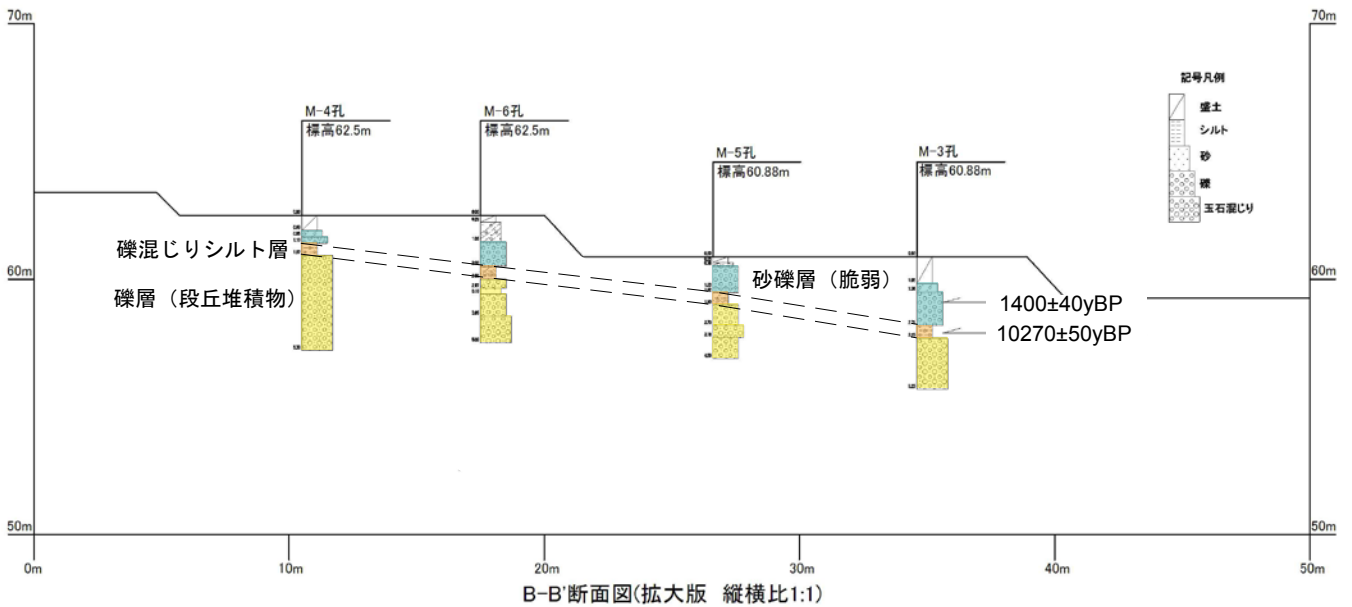 70m
70m
M-4孔
標高62.5m
M-6孔
標高62.5m
M-5孔
標高60.88m
M-3孔
標高60.88m
記号凡例
盛土
シルト
砂
礫
玉石混じり
礫混じりシルト層
60m
砂礫層（脆弱）
60m
礫層（段丘堆積物）
1400±40yBP
10270±50yBP
50m
50m
0m
10m
20m
30m
40m
50m
B-B'断面図(拡大版 縦横比1:1)